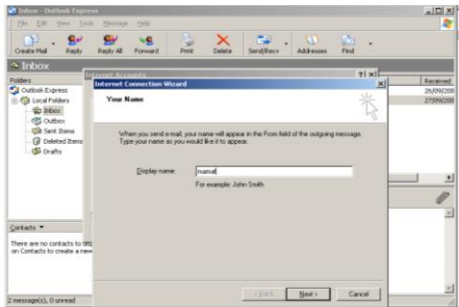 Inbox - Outlook Express
File Edit View Tools Message Help
Create Mail Reply Reply All Forward Print Delete Send/Recv Addresses Find
Inbox
Folders
Outlook Express
Local Folders
Inbox
Outbox
Sent Items
Deleted Items
Drafts
Received
26/09/200
27/09/200
Internet Accounts
Internet Connection Wizard
Your Name
When you send e-mail, your name will appear in the From field of the outgoing message.
Type your name as you would like it to appear.
Display name:
For example: John Smith
< Back Next > Cancel
Contacts
There are no contacts to
on Contacts to create a new
2 message(s), 0 unread